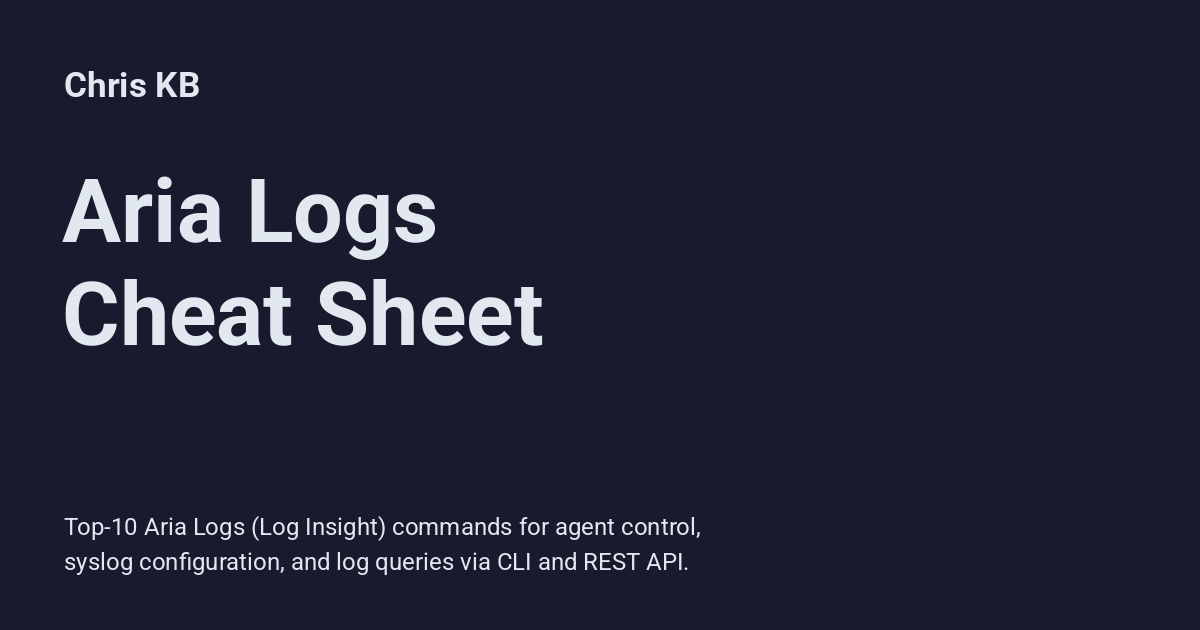 Chris KB
Aria Logs
Cheat Sheet
Top-10 Aria Logs (Log Insight) commands for agent control,
syslog configuration, and log queries via CLI and REST API.